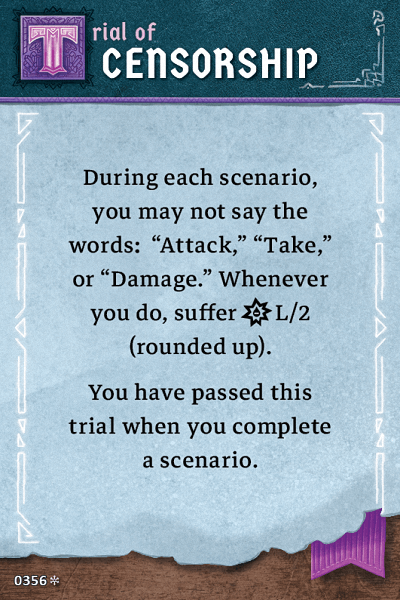 Trial of
CENSORSHIP
During each scenario,
you may not say the
words: “Attack,” “Take,”
or “Damage.” Whenever
you do, suffer L/2
(rounded up).
You have passed this
trial when you complete
a scenario.
0356